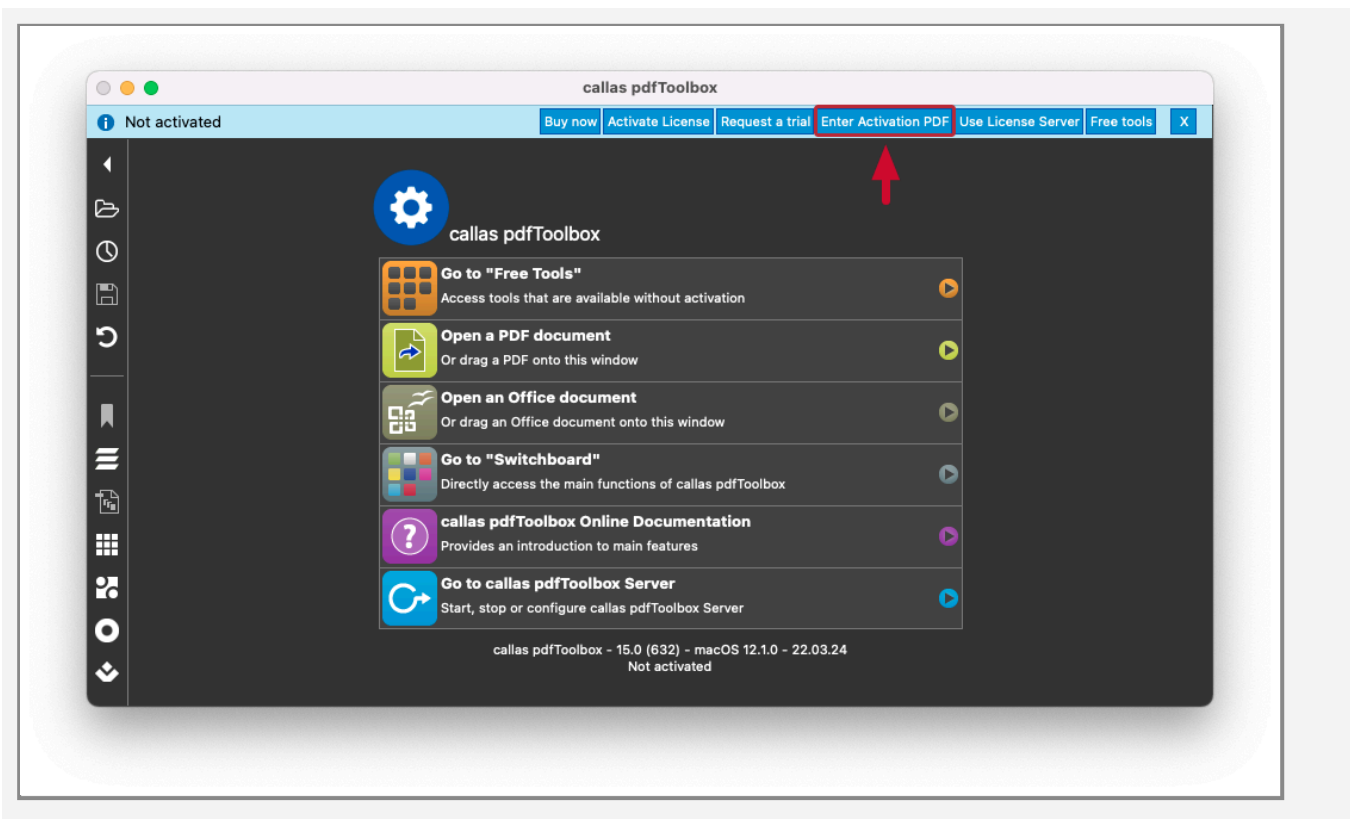 callas pdfToolbox
Not activated
Buy now Activate License Request a trial Enter Activation PDF Use License Server Free tools X
callas pdfToolbox
Go to "Free Tools"
Access tools that are available without activation
Open a PDF document
Or drag a PDF onto this window
Open an Office document
Or drag an Office document onto this window
Go to "Switchboard"
Directly access the main functions of callas pdfToolbox
callas pdfToolbox Online Documentation
Provides an introduction to main features
Go to callas pdfToolbox Server
Start, stop or configure callas pdfToolbox Server
callas pdfToolbox - 15.0 (632) - macOS 12.1.0 - 22.03.24
Not activated